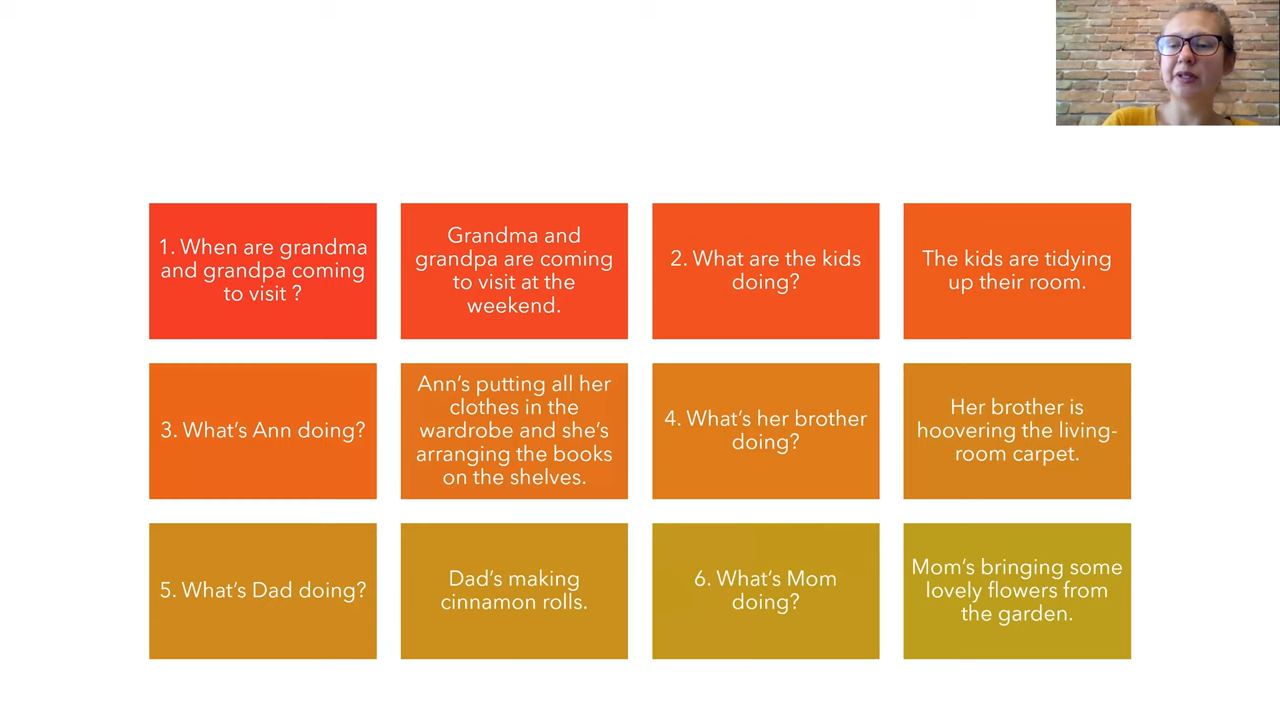 1. When are grandma
and grandpa coming
to visit ?
Grandma and
grandpa are coming
to visit at the
weekend.
2. What are the kids
doing?
The kids are tidying
up their room.
3. What's Ann doing?
Ann’s putting all her
clothes in the
wardrobe and she’s
arranging the books
on the shelves.
4. What’s her brother
doing?
Her brother is
hoovering the living-
room carpet.
5. What’s Dad doing?
Dad’s making
cinnamon rolls.
6. What’s Mom
doing?
Mom’s bringing some
lovely flowers from
the garden.